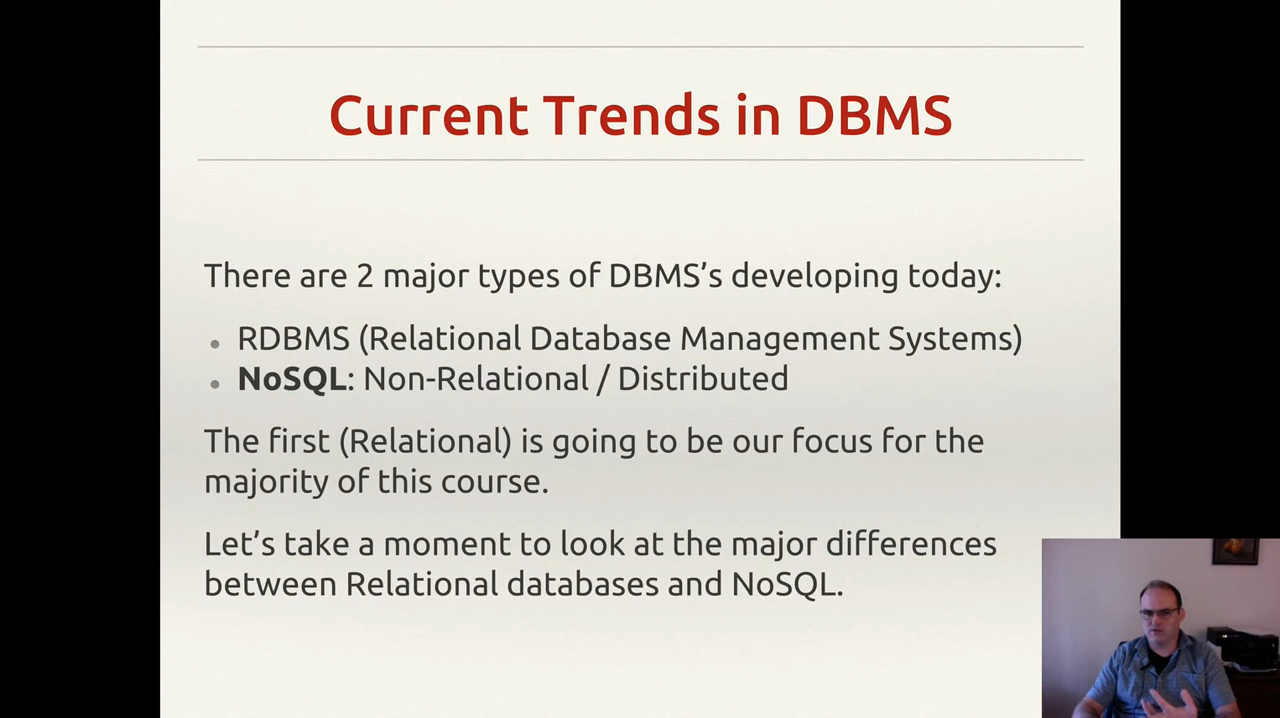 Current Trends in DBMS
There are 2 major types of DBMS’s developing today:
• RDBMS (Relational Database Management Systems)
• NoSQL: Non-Relational / Distributed
The first (Relational) is going to be our focus for the
majority of this course.
Let’s take a moment to look at the major differences
between Relational databases and NoSQL.